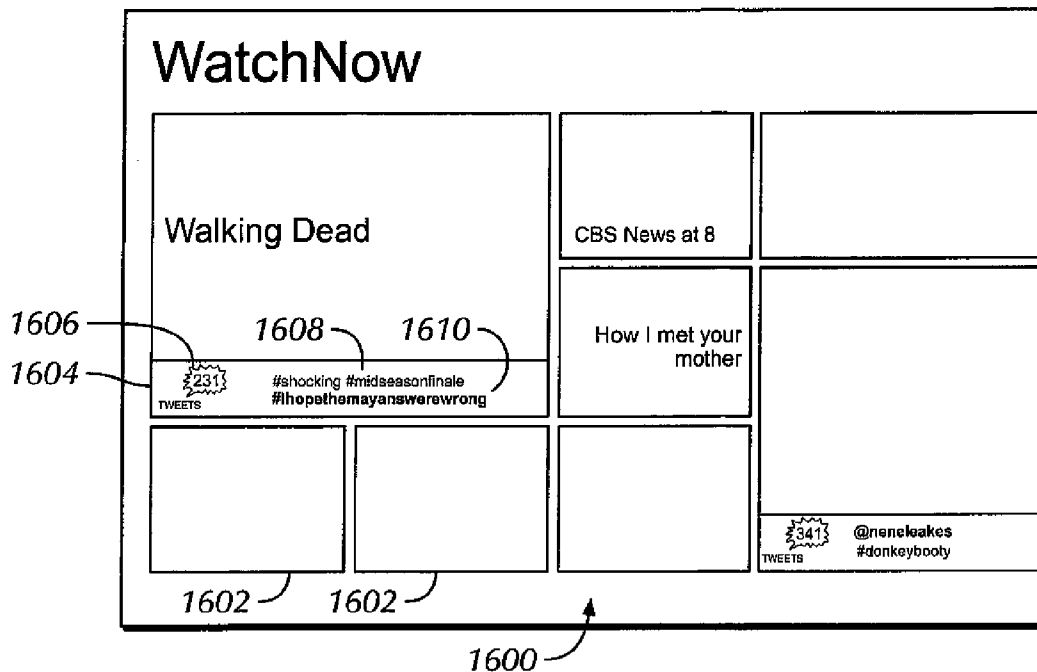 WatchNow
Walking Dead
CBS News at 8
How I met your
mother
1606
1608
1610
1604
231
TWEETS
#shocking #midseasonfinale
#Ihopethemayanswerewrong
341
TWEETS
@neneleakes
#donkeybooty
1602
1602
1600